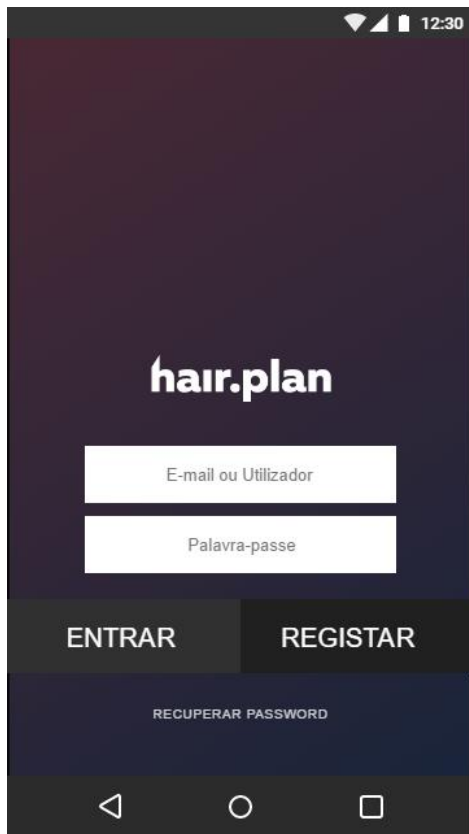 12:30
hair.plan
E-mail ou Utilizador
Palavra-passe
ENTRAR REGISTAR
RECUPERAR PASSWORD